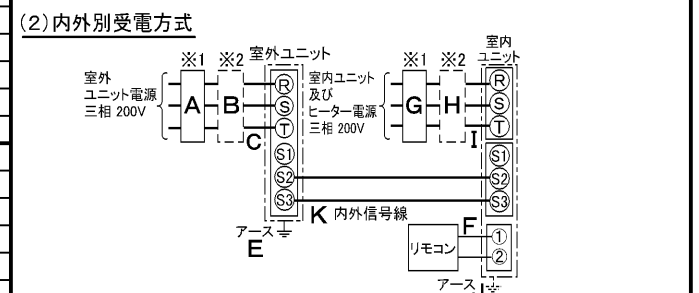 (2)内外別受電方式
※1 ※2 室外ユニット
室外
ユニット電源
三相 200V
A
B
C
R
S
T
S1
S2
S3
アース
E
K 内外信号線
※1 ※2 室内
ユニット
室内ユニット
及び
ヒーター電源
三相 200V
G
H
I
R
S
T
S1
S2
S3
リモコン
F
①
②
アース